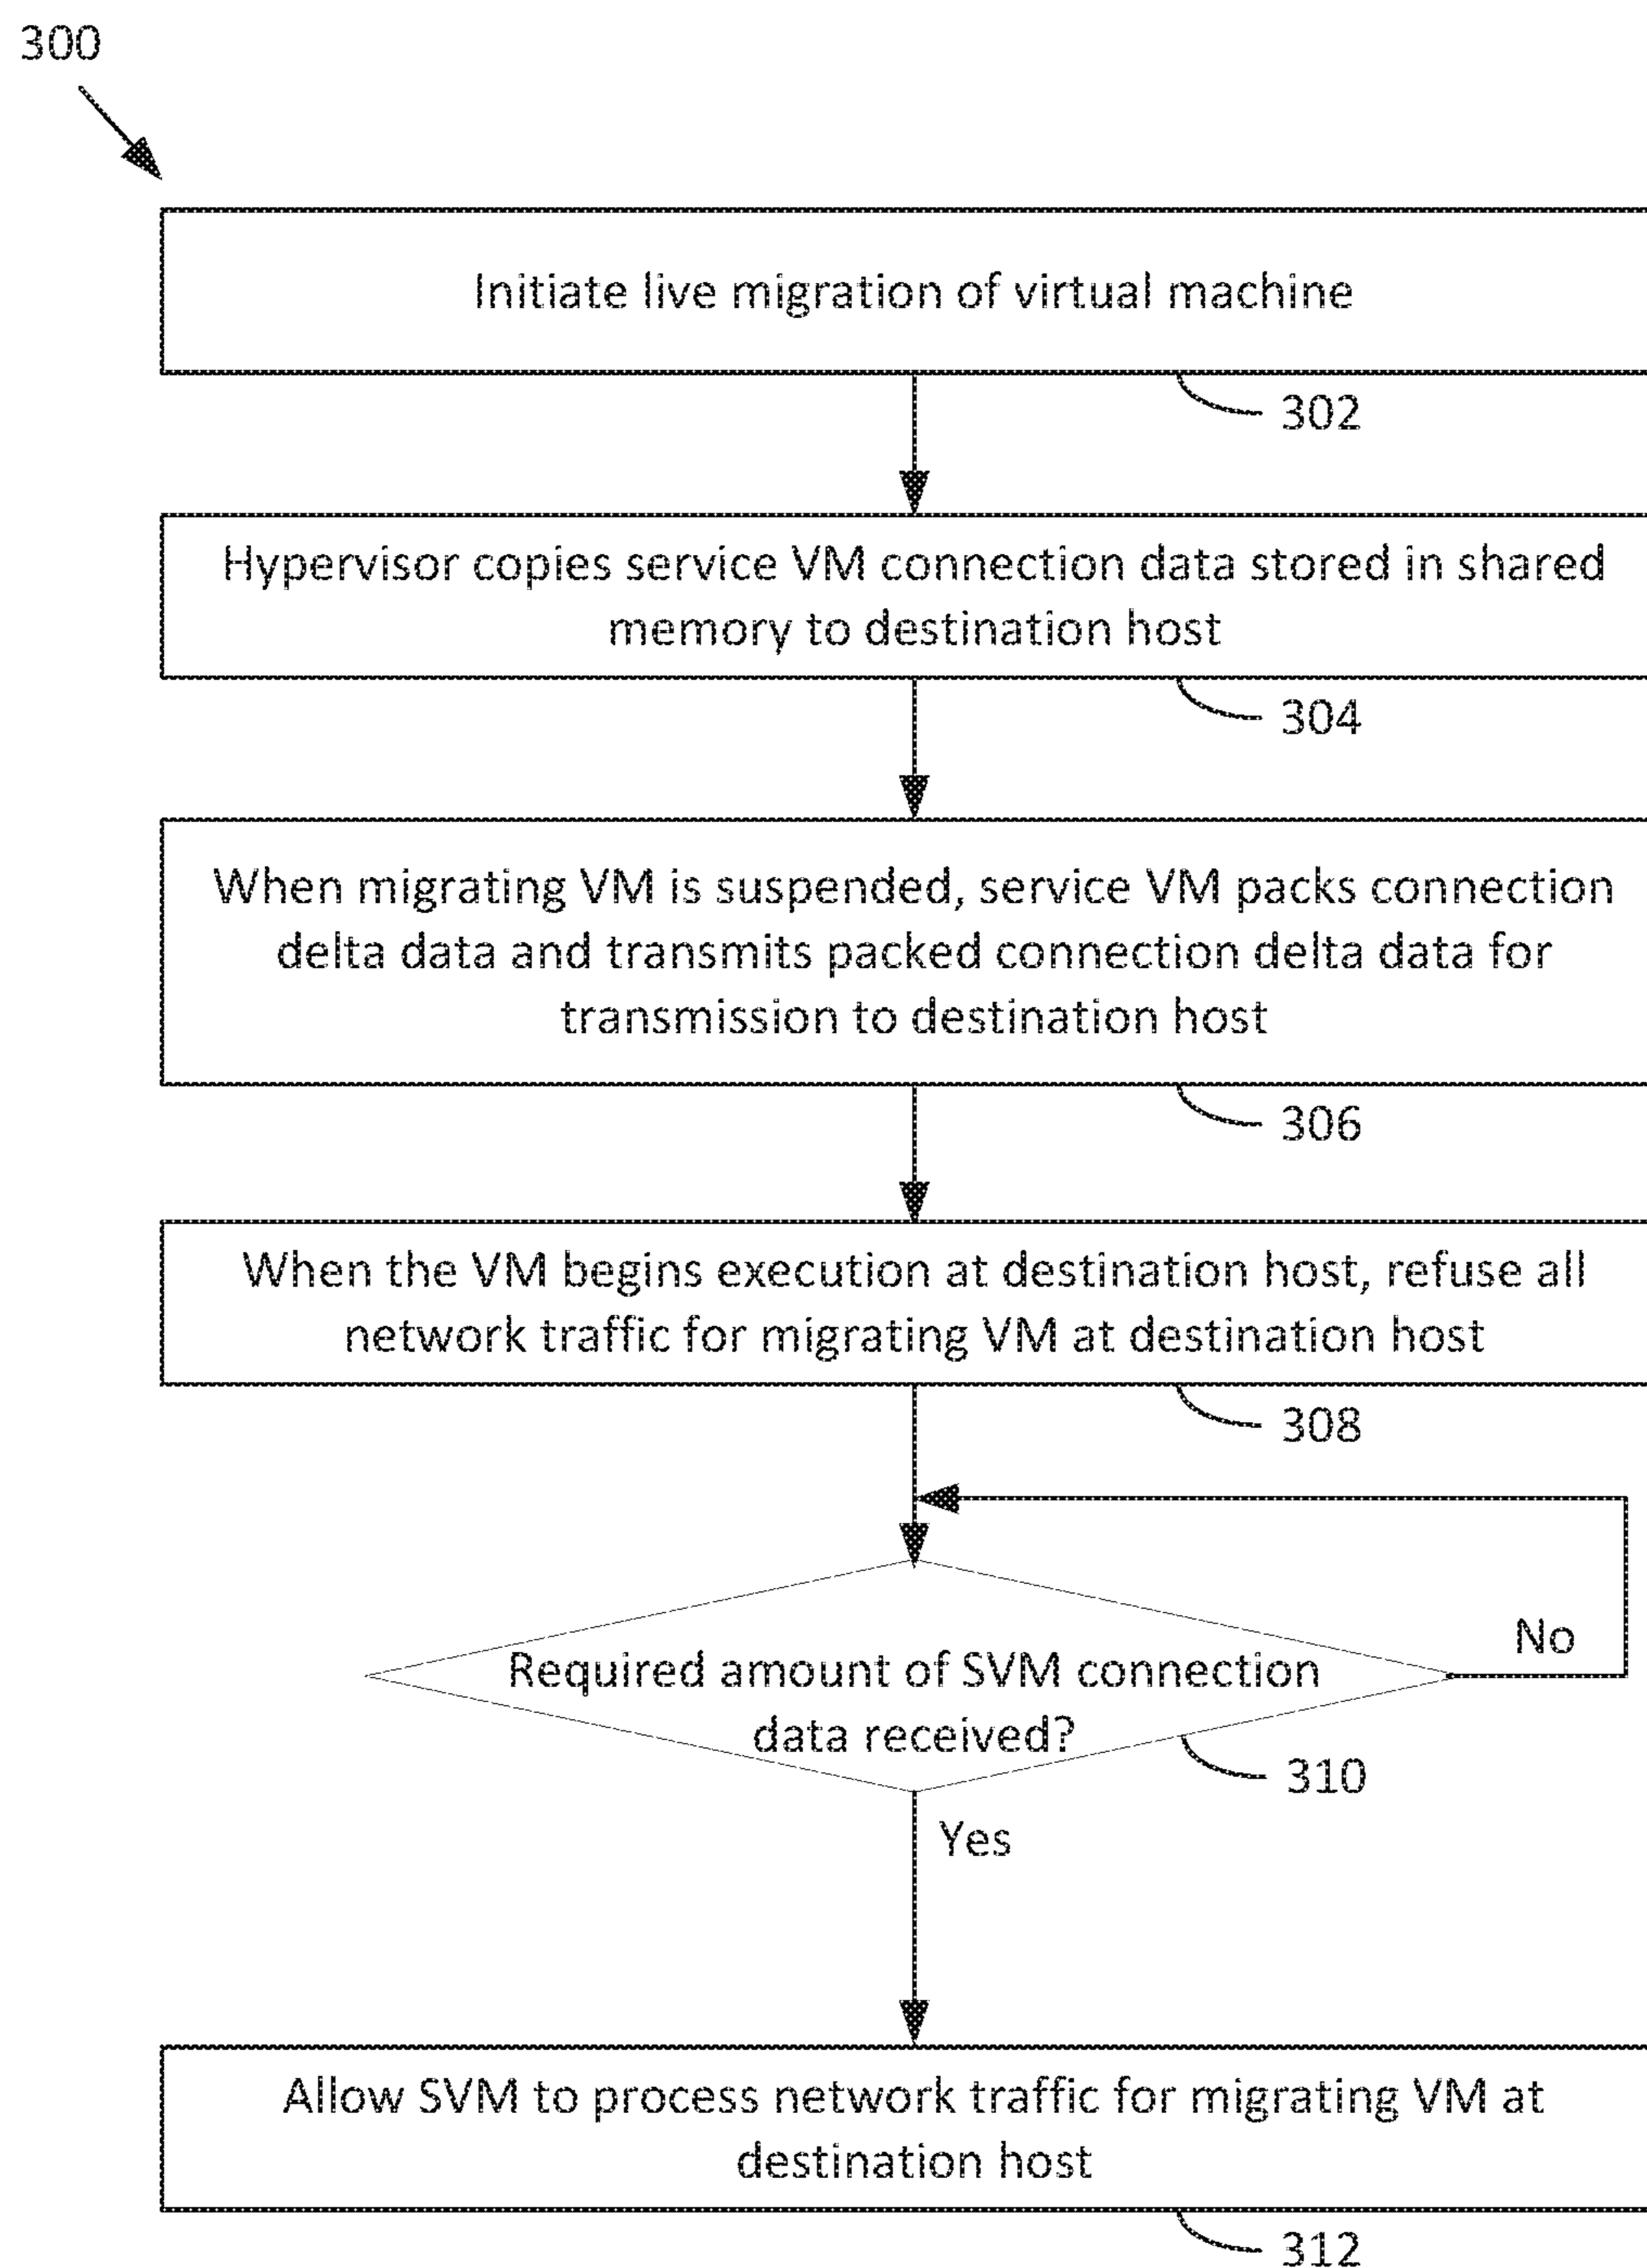 300
Initiate live migration of virtual machine
302
Hypervisor copies service VM connection data stored in shared
memory to destination host
304
When migrating VM is suspended, service VM packs connection
delta data and transmits packed connection delta data for
transmission to destination host
306
When the VM begins execution at destination host, refuse all
network traffic for migrating VM at destination host
308
No
Required amount of SVM connection
data received?
310
Yes
Allow SVM to process network traffic for migrating VM at
destination host
312